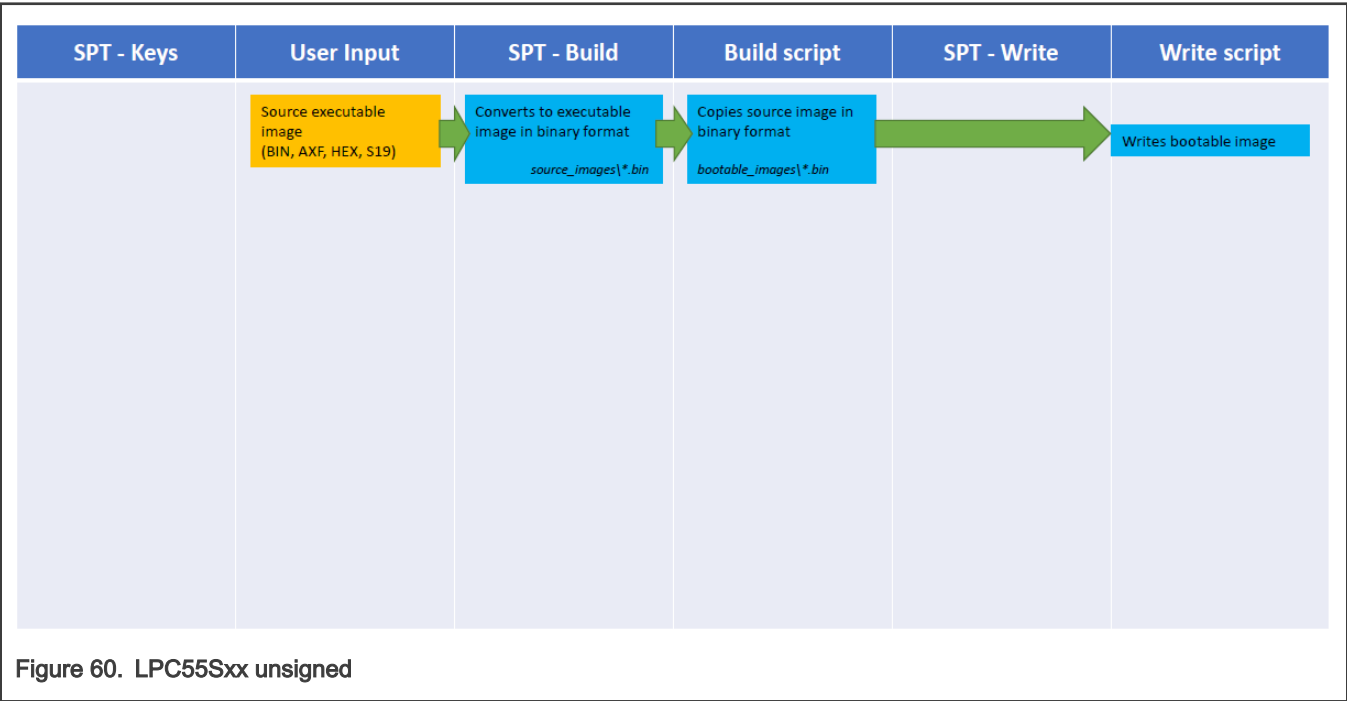 SPT - Keys
User Input
SPT - Build
Build script
SPT - Write
Write script
Source executable
image
(BIN, AXF, HEX, S19)
Converts to executable
image in binary format
source_images\*.bin
Copies source image in
binary format
bootable_images\*.bin
Writes bootable image
Figure 60. LPC55Sxx unsigned